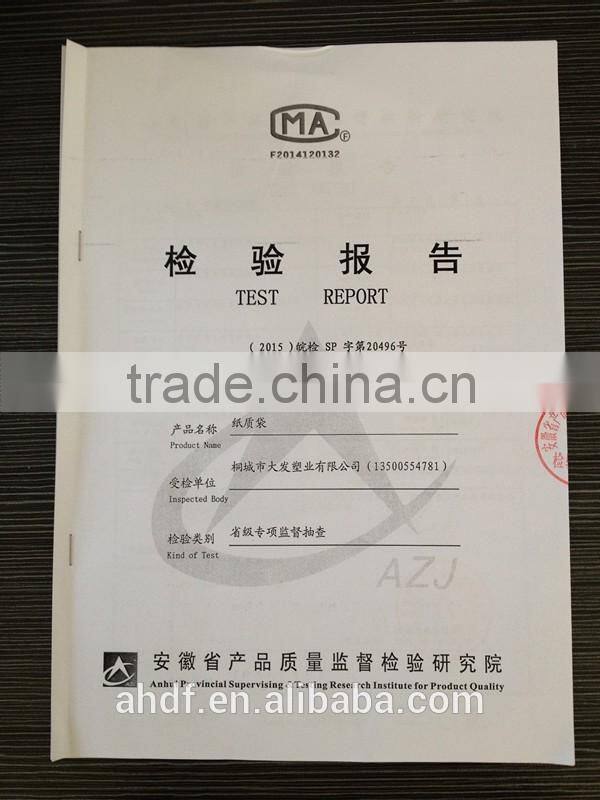 CMA F
F2014120132
检验报告
TEST REPORT
(2015)皖检 SP 字第20496号
trade.china.cn
产品名称 纸质袋
Product Name
受检单位 桐城市大发塑业有限公司(13500554781)
Inspected Body
检验类别 省级专项监督抽查
Kind of Test
AZJ
安徽省产品质量监督检验研究院
Anhui Provincial Supervising & Testing Research Institute for Product Quality
ahdf.en.alibaba.com